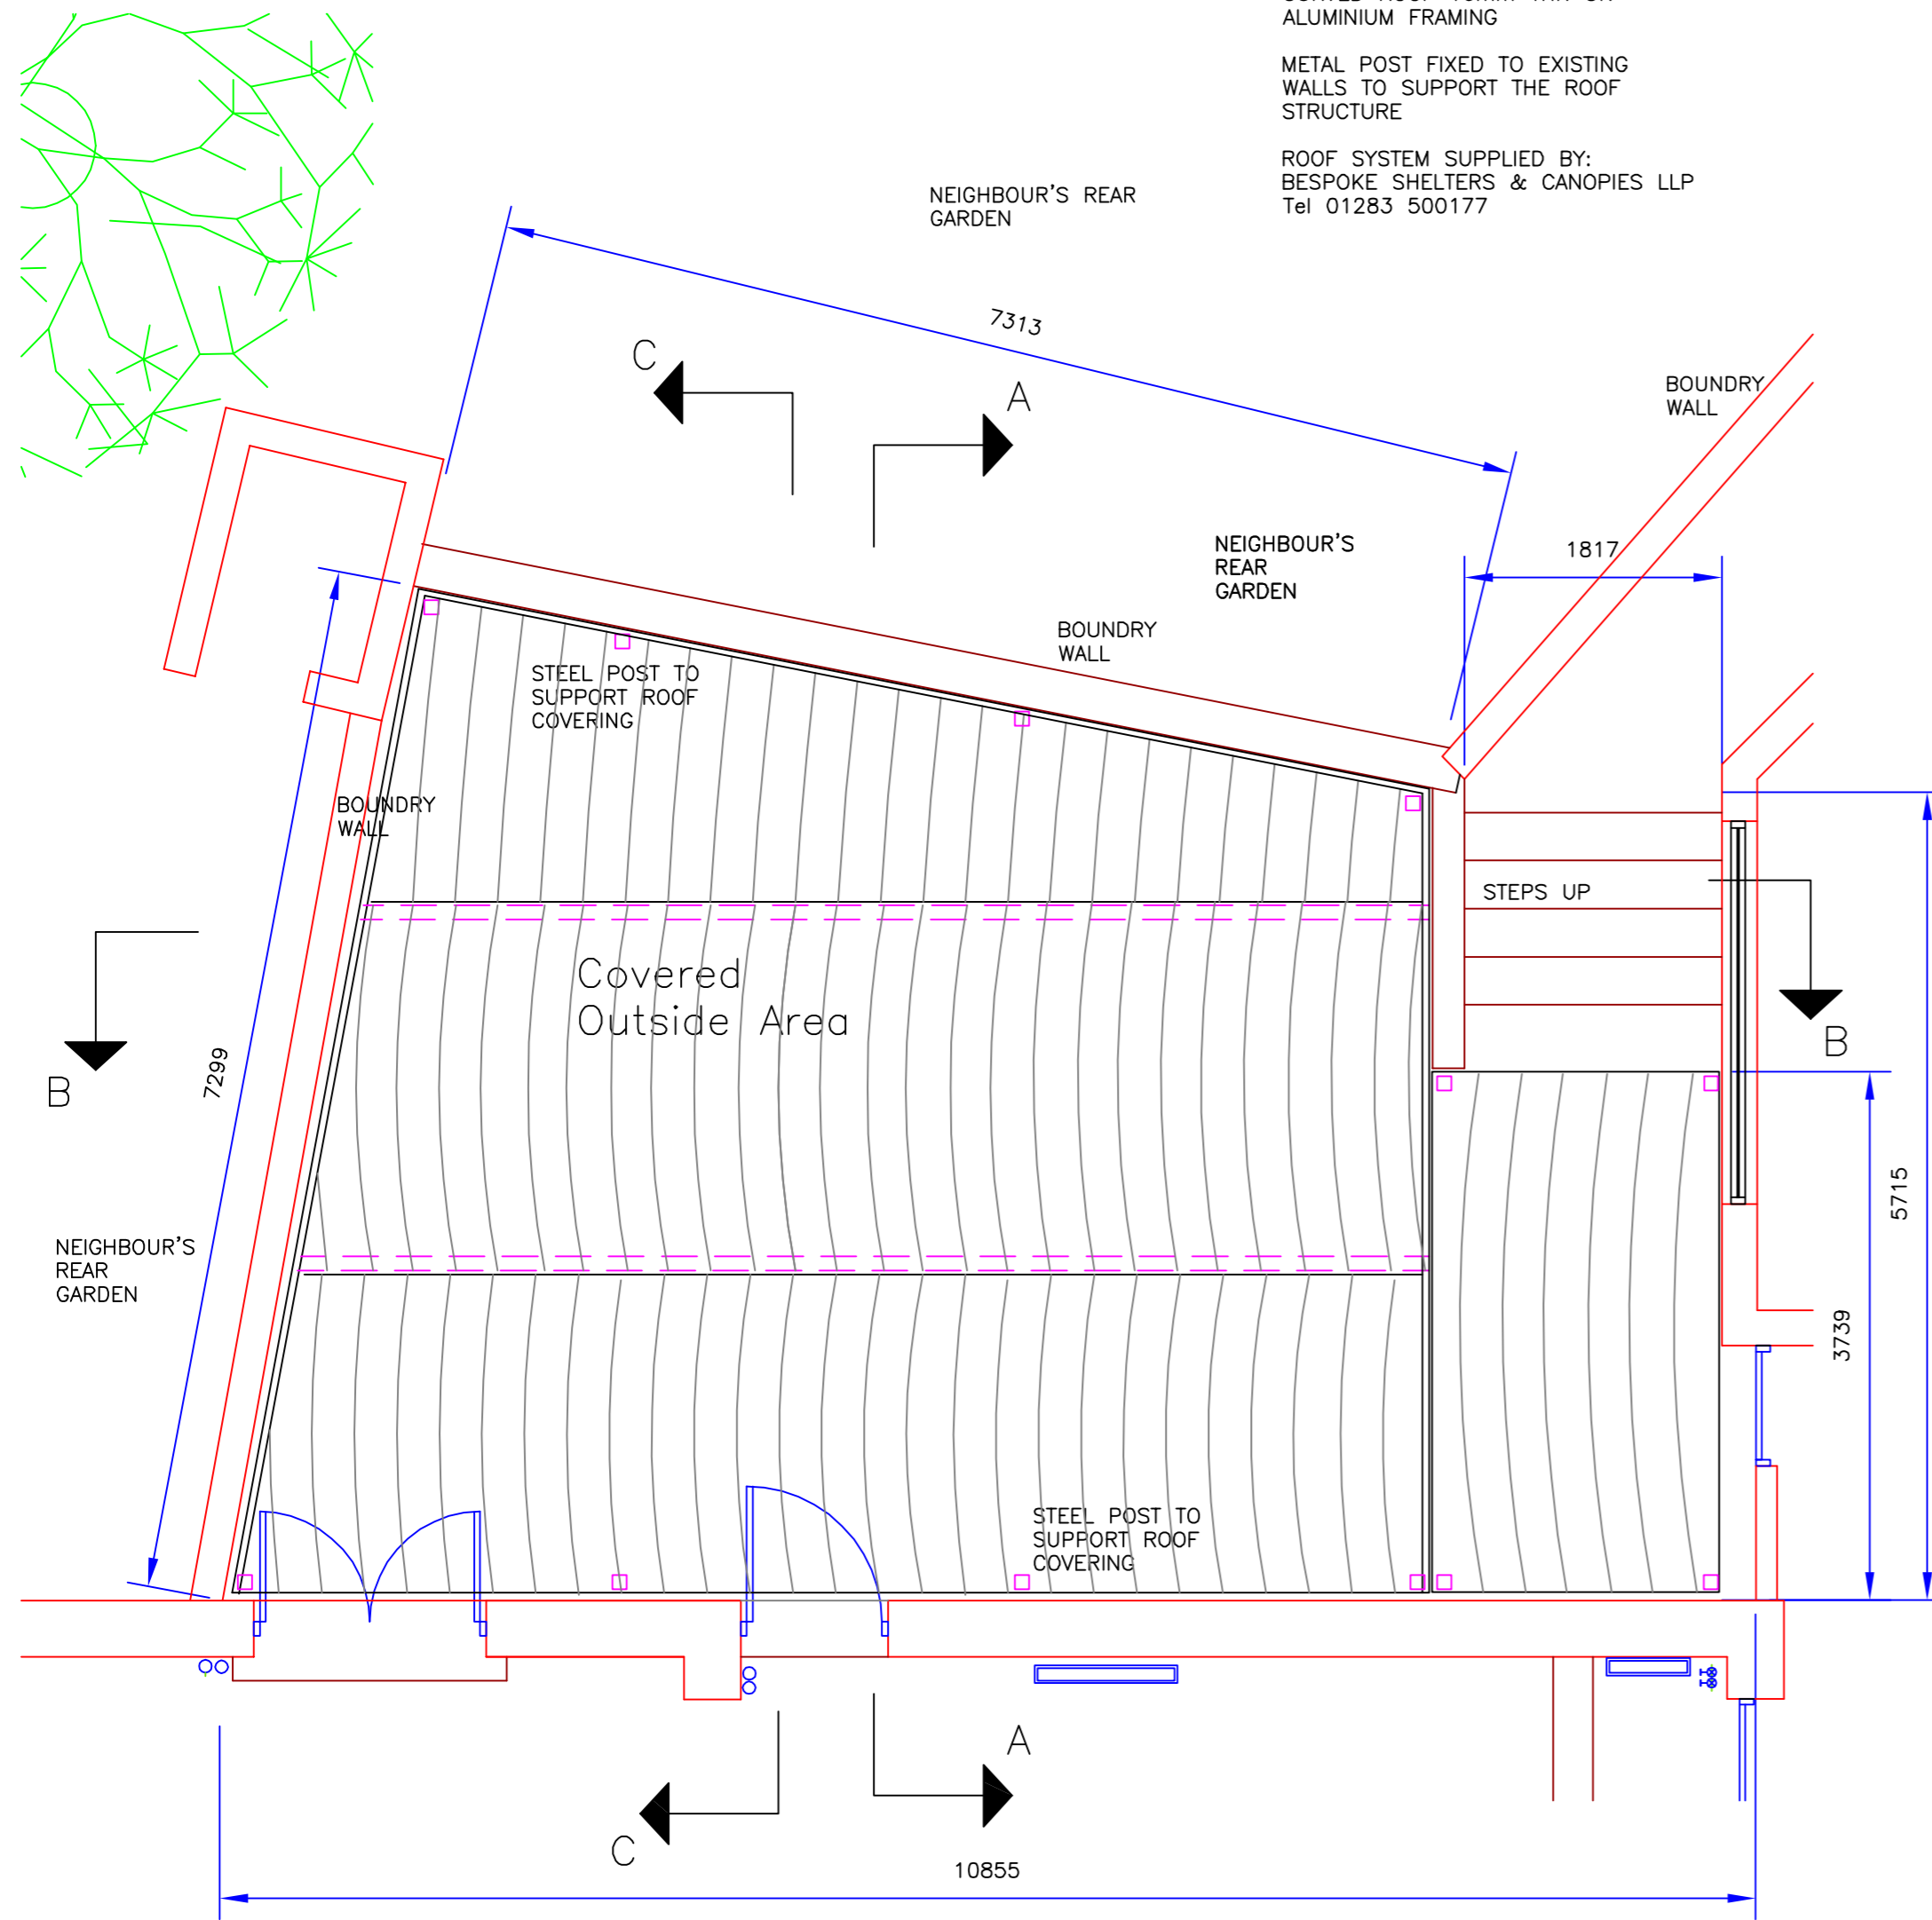 ALUMINIUM FRAMING
METAL POST FIXED TO EXISTING
WALLS TO SUPPORT THE ROOF
STRUCTURE
ROOF SYSTEM SUPPLIED BY:
BESPOKE SHELTERS & CANOPIES LLP
Tel 01283 500177
NEIGHBOUR'S REAR
GARDEN
7313
C
A
BOUNDRY
WALL
NEIGHBOUR'S
REAR
GARDEN
1817
BOUNDRY
WALL
STEEL POST TO
SUPPORT ROOF
COVERING
BOUNDRY
WALL
STEPS UP
Covered
Outside Area
B
B
7299
5715
NEIGHBOUR'S
REAR
GARDEN
3739
STEEL POST TO
SUPPORT ROOF
COVERING
A
C
10855